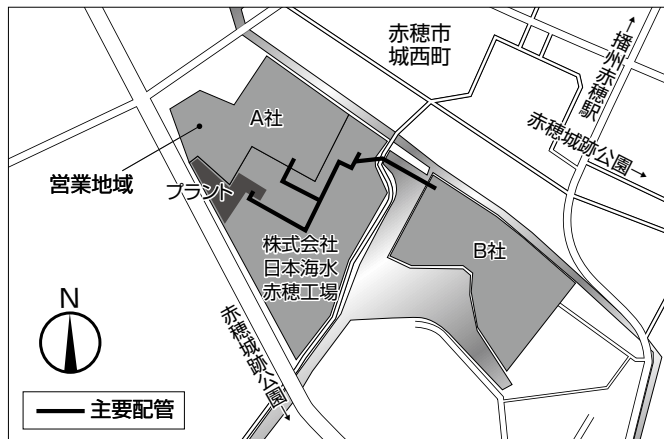 赤穂市
城西町
播州赤穂駅
赤穂城跡公園
A社
営業地域
プラント
株式会社
日本海水
赤穂工場
B社
N
赤穂城跡公園
主要配管